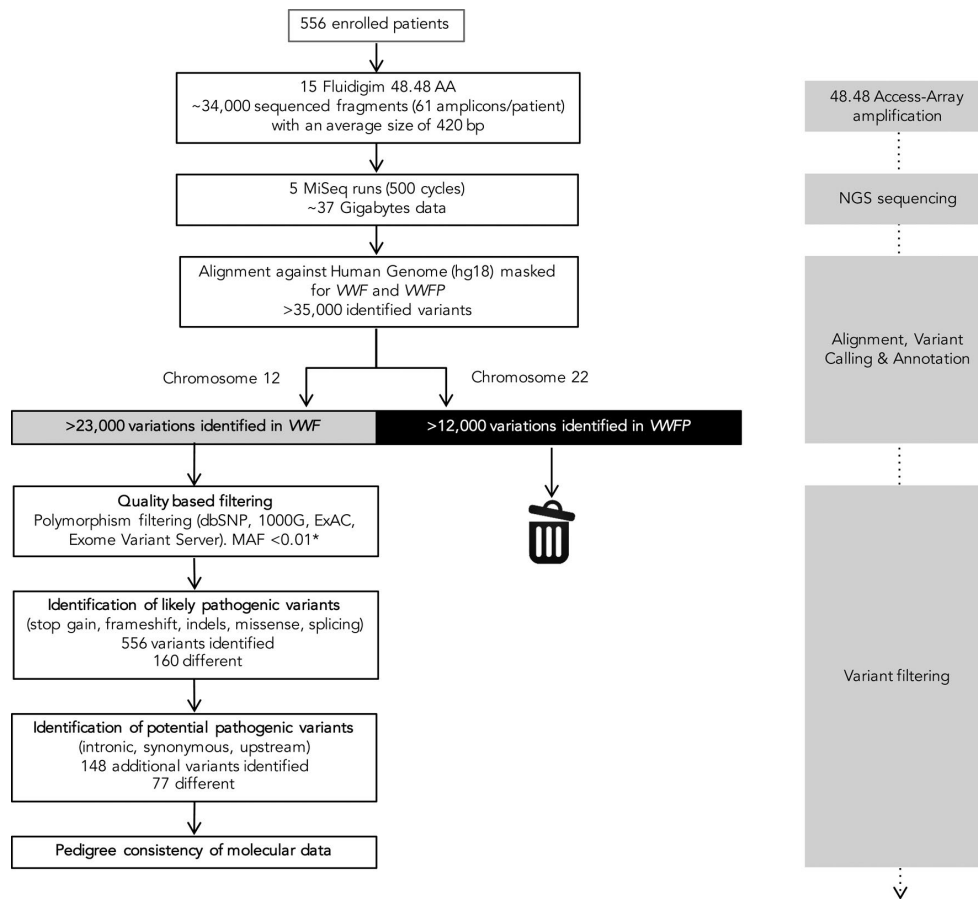 556 enrolled patients
15 Fluidigim 48.48 AA
~34,000 sequenced fragments (61 amplicons/patient)
with an average size of 420 bp
5 MiSeq runs (500 cycles)
~37 Gigabytes data
Alignment against Human Genome (hg18) masked
for VWF and VWFP
>35,000 identified variants
Chromosome 12
Chromosome 22
>23,000 variations identified in VWF
>12,000 variations identified in VWFP
Quality based filtering
Polymorphism filtering (dbSNP, 1000G, ExAC,
Exome Variant Server). MAF <0.01*
Identification of likely pathogenic variants
(stop gain, frameshift, indels, missense, splicing)
556 variants identified
160 different
Identification of potential pathogenic variants
(intronic, synonymous, upstream)
148 additional variants identified
77 different
Pedigree consistency of molecular data
48.48 Access-Array
amplification
NGS sequencing
Alignment, Variant
Calling & Annotation
Variant filtering